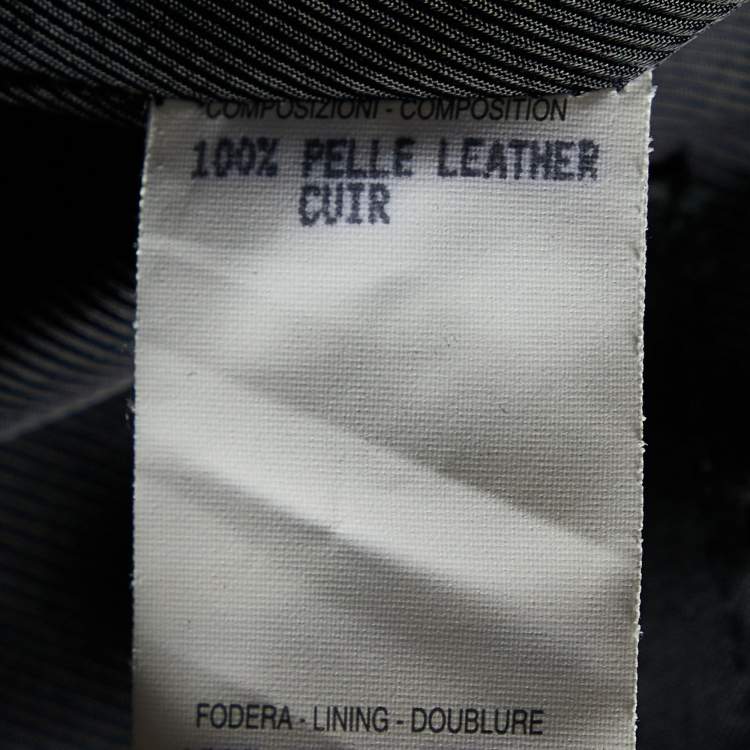 COMPOSIZIONI - COMPOSITION
100% PELLE LEATHER
CUIR
FODERA - LINING - DOUBLURE